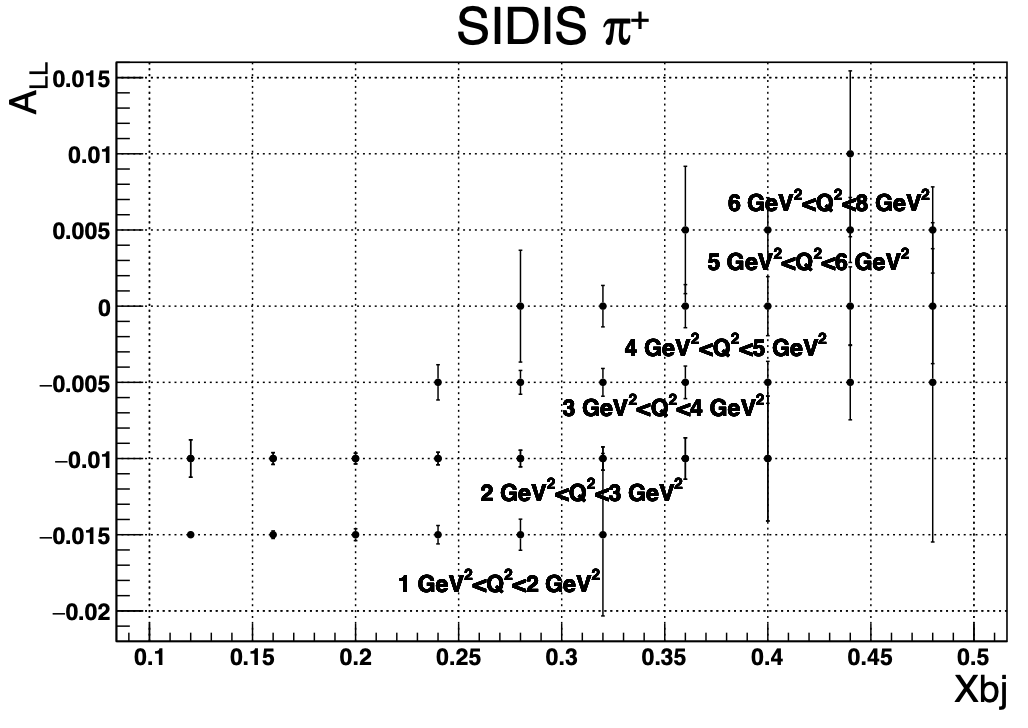 SIDIS π⁺
A_LL
0.015
0.01
6 GeV²<Q²<8 GeV²
0.005
5 GeV²<Q²<6 GeV²
0
4 GeV²<Q²<5 GeV²
−0.005
3 GeV²<Q²<4 GeV²
−0.01
2 GeV²<Q²<3 GeV²
−0.015
1 GeV²<Q²<2 GeV²
−0.02
0.1 0.15 0.2 0.25 0.3 0.35 0.4 0.45 0.5
Xbj